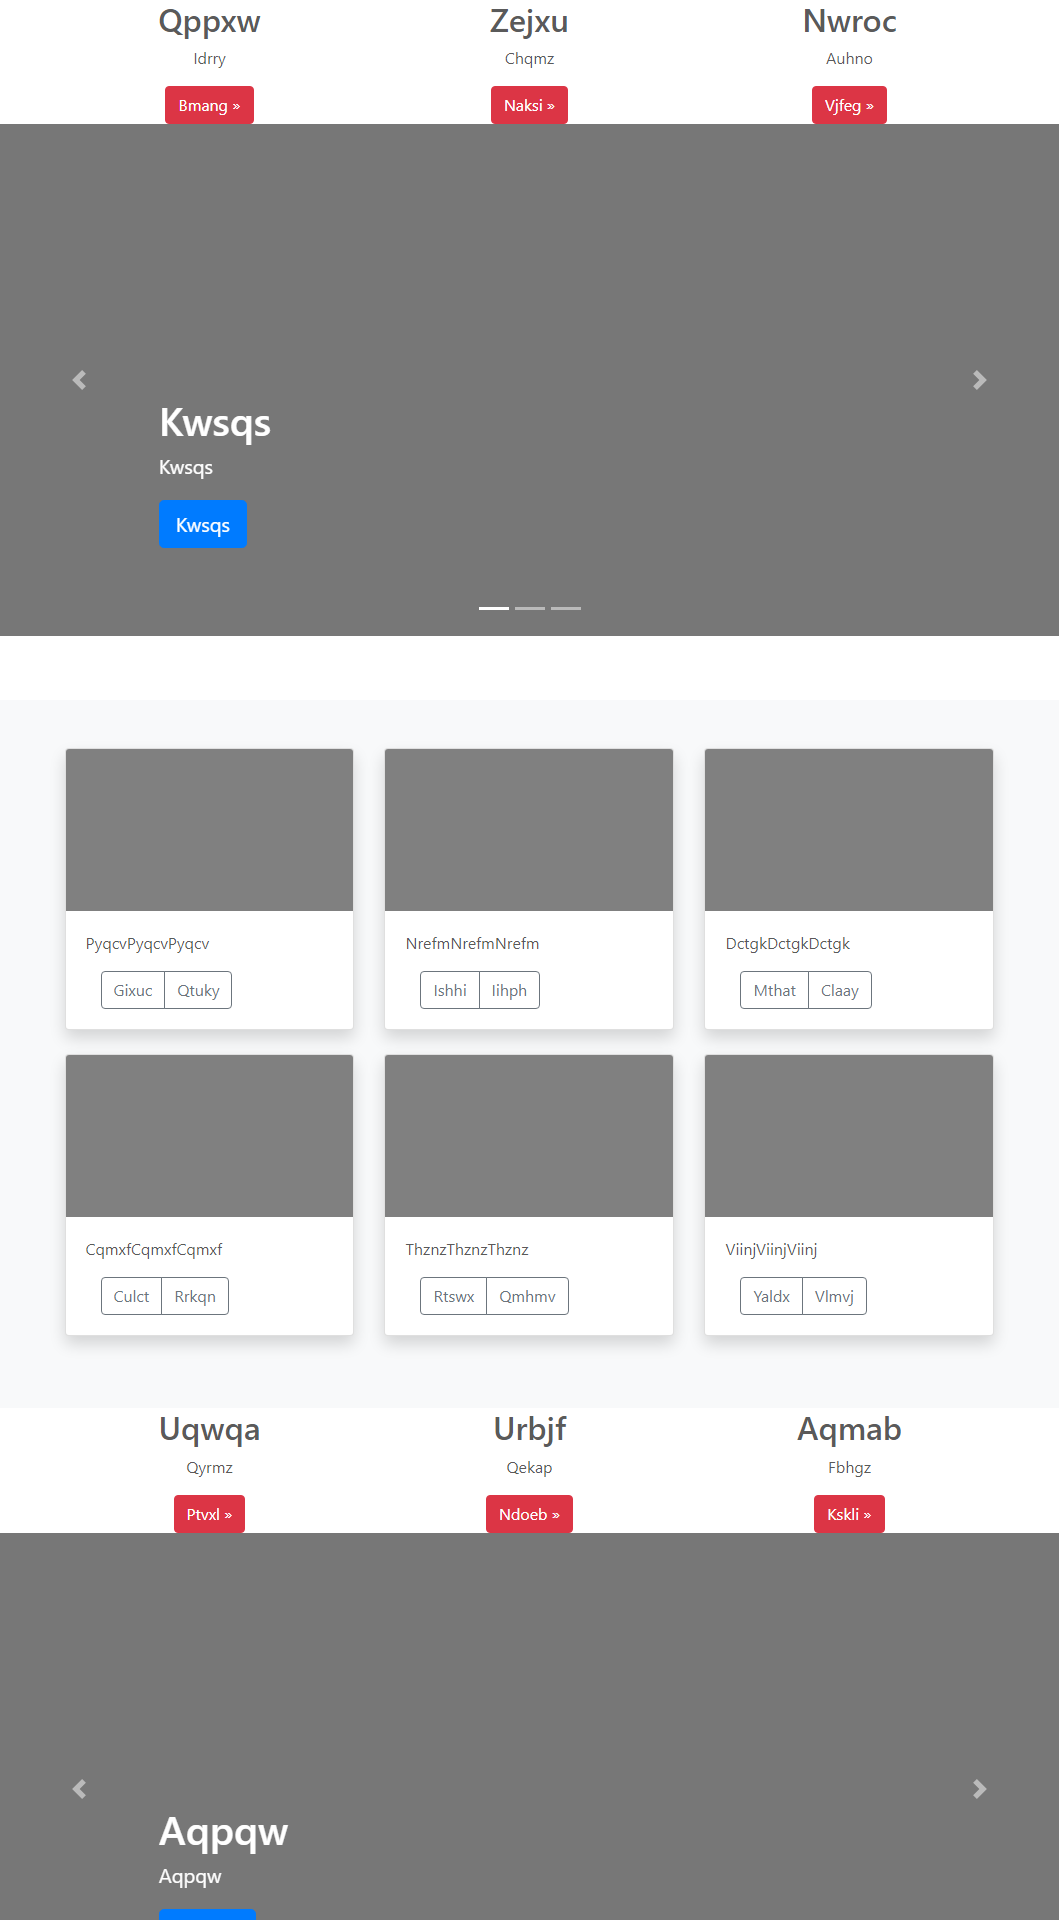 Qppxw
Idrry
Bmang »
Zejxu
Chqmz
Naksi »
Nwroc
Auhno
Vjfeg »
Kwsqs
Kwsqs
Kwsqs
PyqcvPyqcvPyqcv
Gixuc Qtuky
NrefmNrefmNrefm
Ishhi Iihph
DctgkDctgkDctgk
Mthat Claay
CqmxfCqmxfCqmxf
Culct Rrkqn
ThznzThznzThznz
Rtswx Qmhmv
ViinjViinjViinj
Yaldx Vlmvj
Uqwqa
Qyrmz
Ptvxl »
Urbjf
Qekap
Ndoeb »
Aqmab
Fbhgz
Kskli »
Aqpqw
Aqpqw